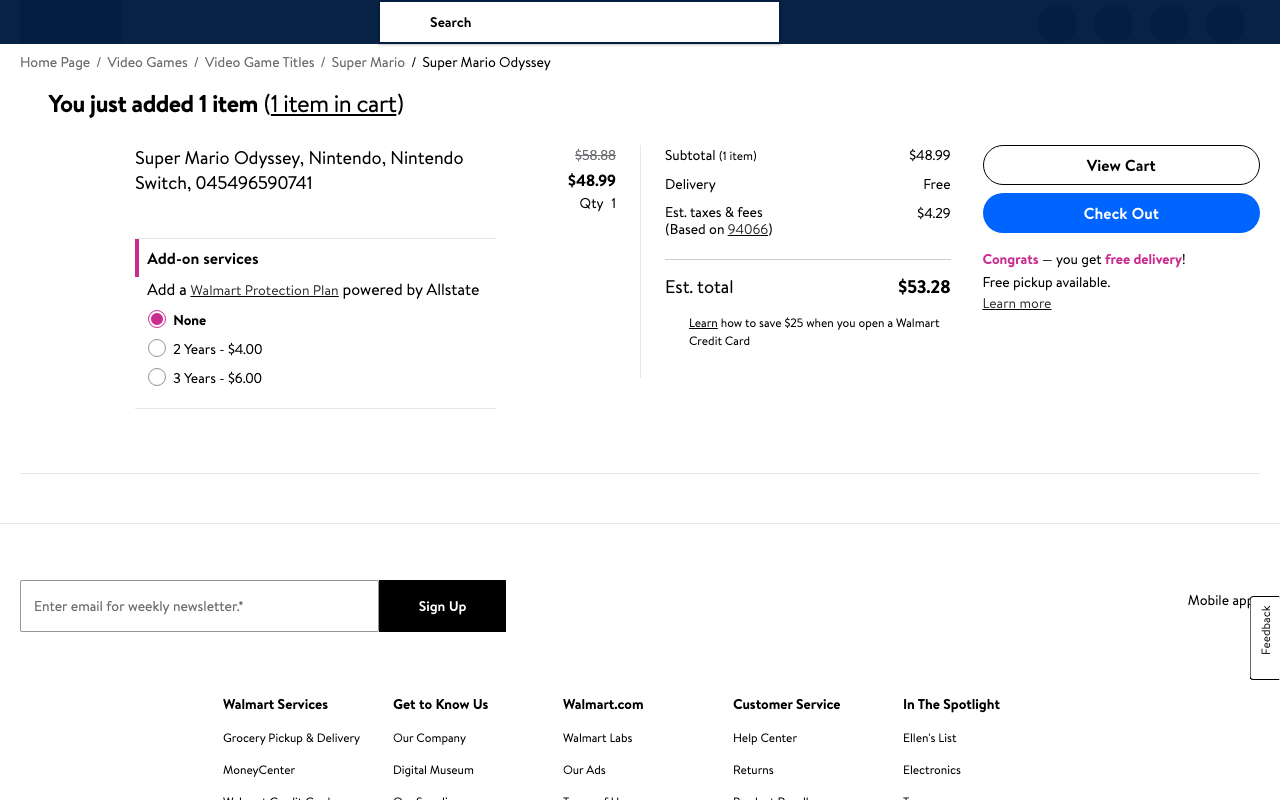 Search
Home Page / Video Games / Video Game Titles / Super Mario / Super Mario Odyssey
You just added 1 item (1 item in cart)
Super Mario Odyssey, Nintendo, Nintendo
Switch, 045496590741
$58.88
$48.99
Qty 1
Add-on services
Add a Walmart Protection Plan powered by Allstate
None
2 Years - $4.00
3 Years - $6.00
Subtotal (1 item) $48.99
Delivery Free
Est. taxes & fees $4.29
(Based on 94066)
Est. total $53.28
Learn how to save $25 when you open a Walmart
Credit Card
View Cart
Check Out
Congrats — you get free delivery!
Free pickup available.
Learn more
Enter email for weekly newsletter.*
Sign Up
Mobile app
Feedback
Walmart Services
Grocery Pickup & Delivery
MoneyCenter
Get to Know Us
Our Company
Digital Museum
Walmart.com
Walmart Labs
Our Ads
Customer Service
Help Center
Returns
In The Spotlight
Ellen's List
Electronics